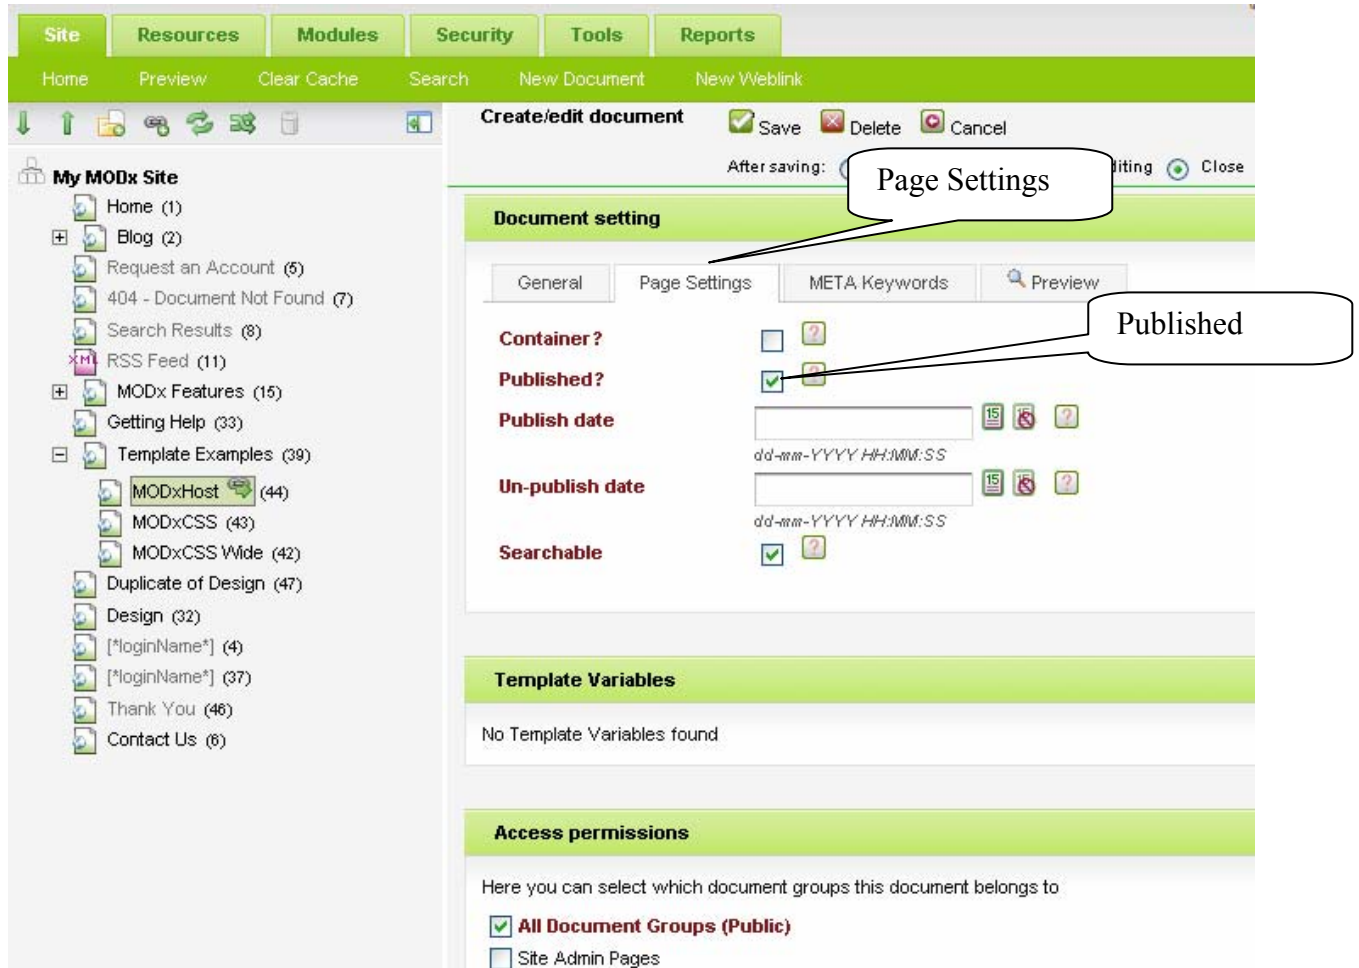 Site Resources Modules Security Tools Reports
Home Preview Clear Cache Search New Document New Weblink
Create/edit document Save Delete Cancel
After saving: diting Close
Page Settings
My MODx Site
Home (1)
Blog (2)
Request an Account (5)
404 - Document Not Found (7)
Search Results (8)
XML RSS Feed (11)
MODx Features (15)
Getting Help (33)
Template Examples (39)
MODxHost (44)
MODxCSS (43)
MODxCSS Wide (42)
Duplicate of Design (47)
Design (32)
[*loginName*] (4)
[*loginName*] (37)
Thank You (46)
Contact Us (6)
Document setting
General Page Settings META Keywords Preview
Published
Container? ?
Published? ?
Publish date 15 15 ?
dd-mm-YYYY HH:MM:SS
Un-publish date 15 15 ?
dd-mm-YYYY HH:MM:SS
Searchable ?
Template Variables
No Template Variables found
Access permissions
Here you can select which document groups this document belongs to
All Document Groups (Public)
Site Admin Pages